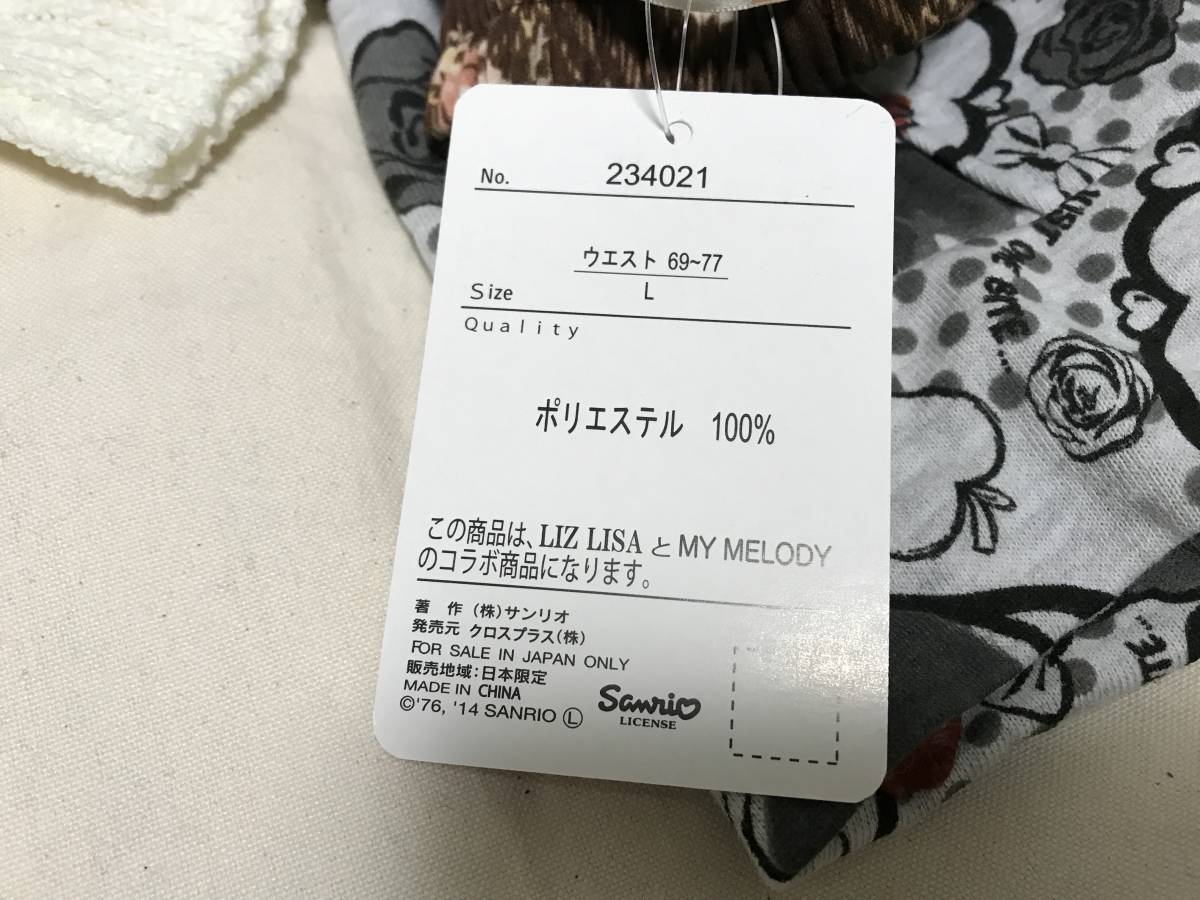 No. 234021
ウエスト 69~77
Size L
Quality
ポリエステル 100%
この商品は、LIZ LISA と MY MELODY
のコラボ商品になります。
著 作 (株)サンリオ
発売元 クロスプラス(株)
FOR SALE IN JAPAN ONLY
販売地域:日本限定
MADE IN CHINA
©'76, '14 SANRIO Ⓛ
Sanrio
LICENSE
JUST ONE BITE...